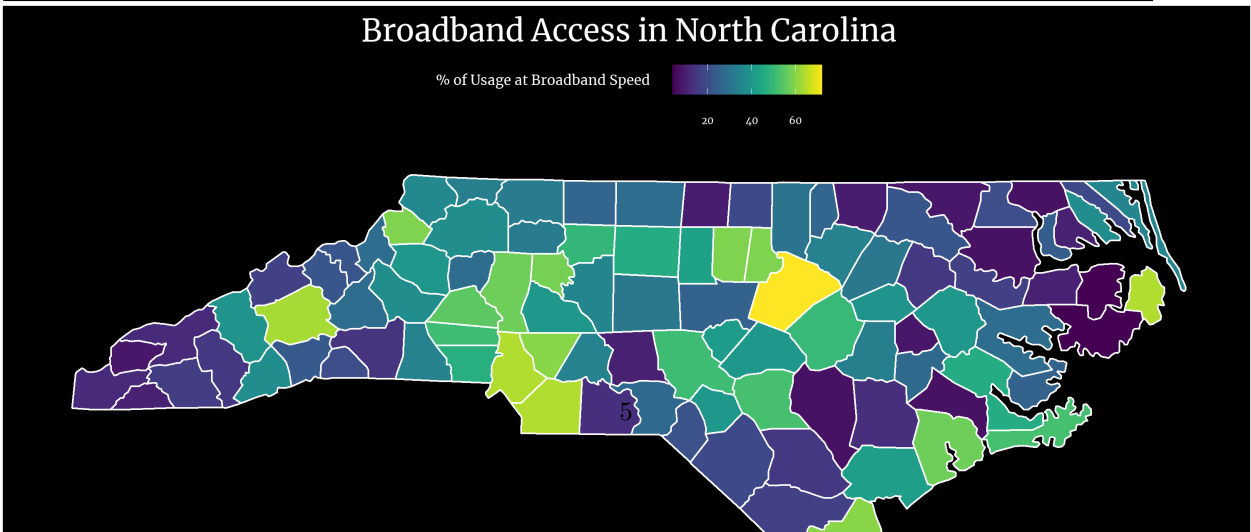 Broadband Access in North Carolina
% of Usage at Broadband Speed
20 40 60
5